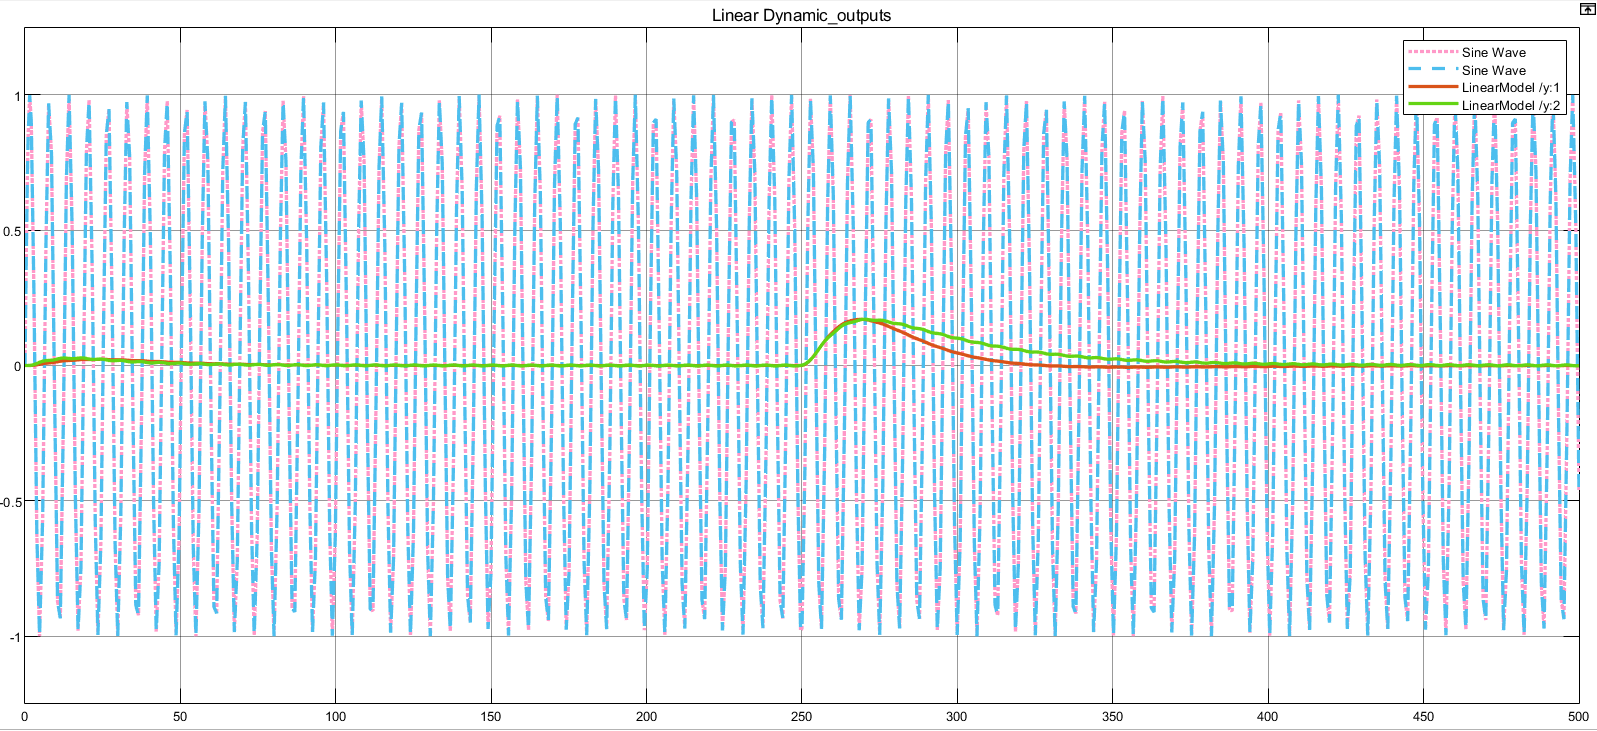 Linear Dynamic_outputs
Sine Wave
Sine Wave
LinearModel /y:1
LinearModel /y:2
1
0.5
0
-0.5
-1
0 50 100 150 200 250 300 350 400 450 500